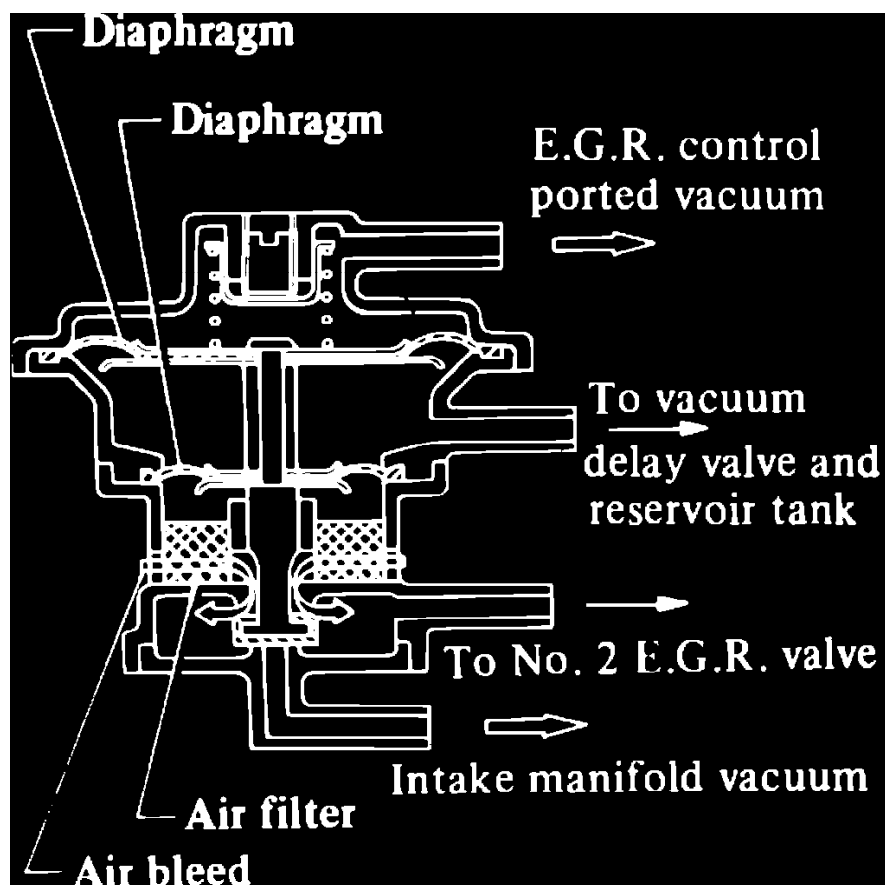 Diaphragm
Diaphragm
E.G.R. control
ported vacuum
To vacuum
delay valve and
reservoir tank
To No. 2 E.G.R. valve
Intake manifold vacuum
Air filter
Air bleed